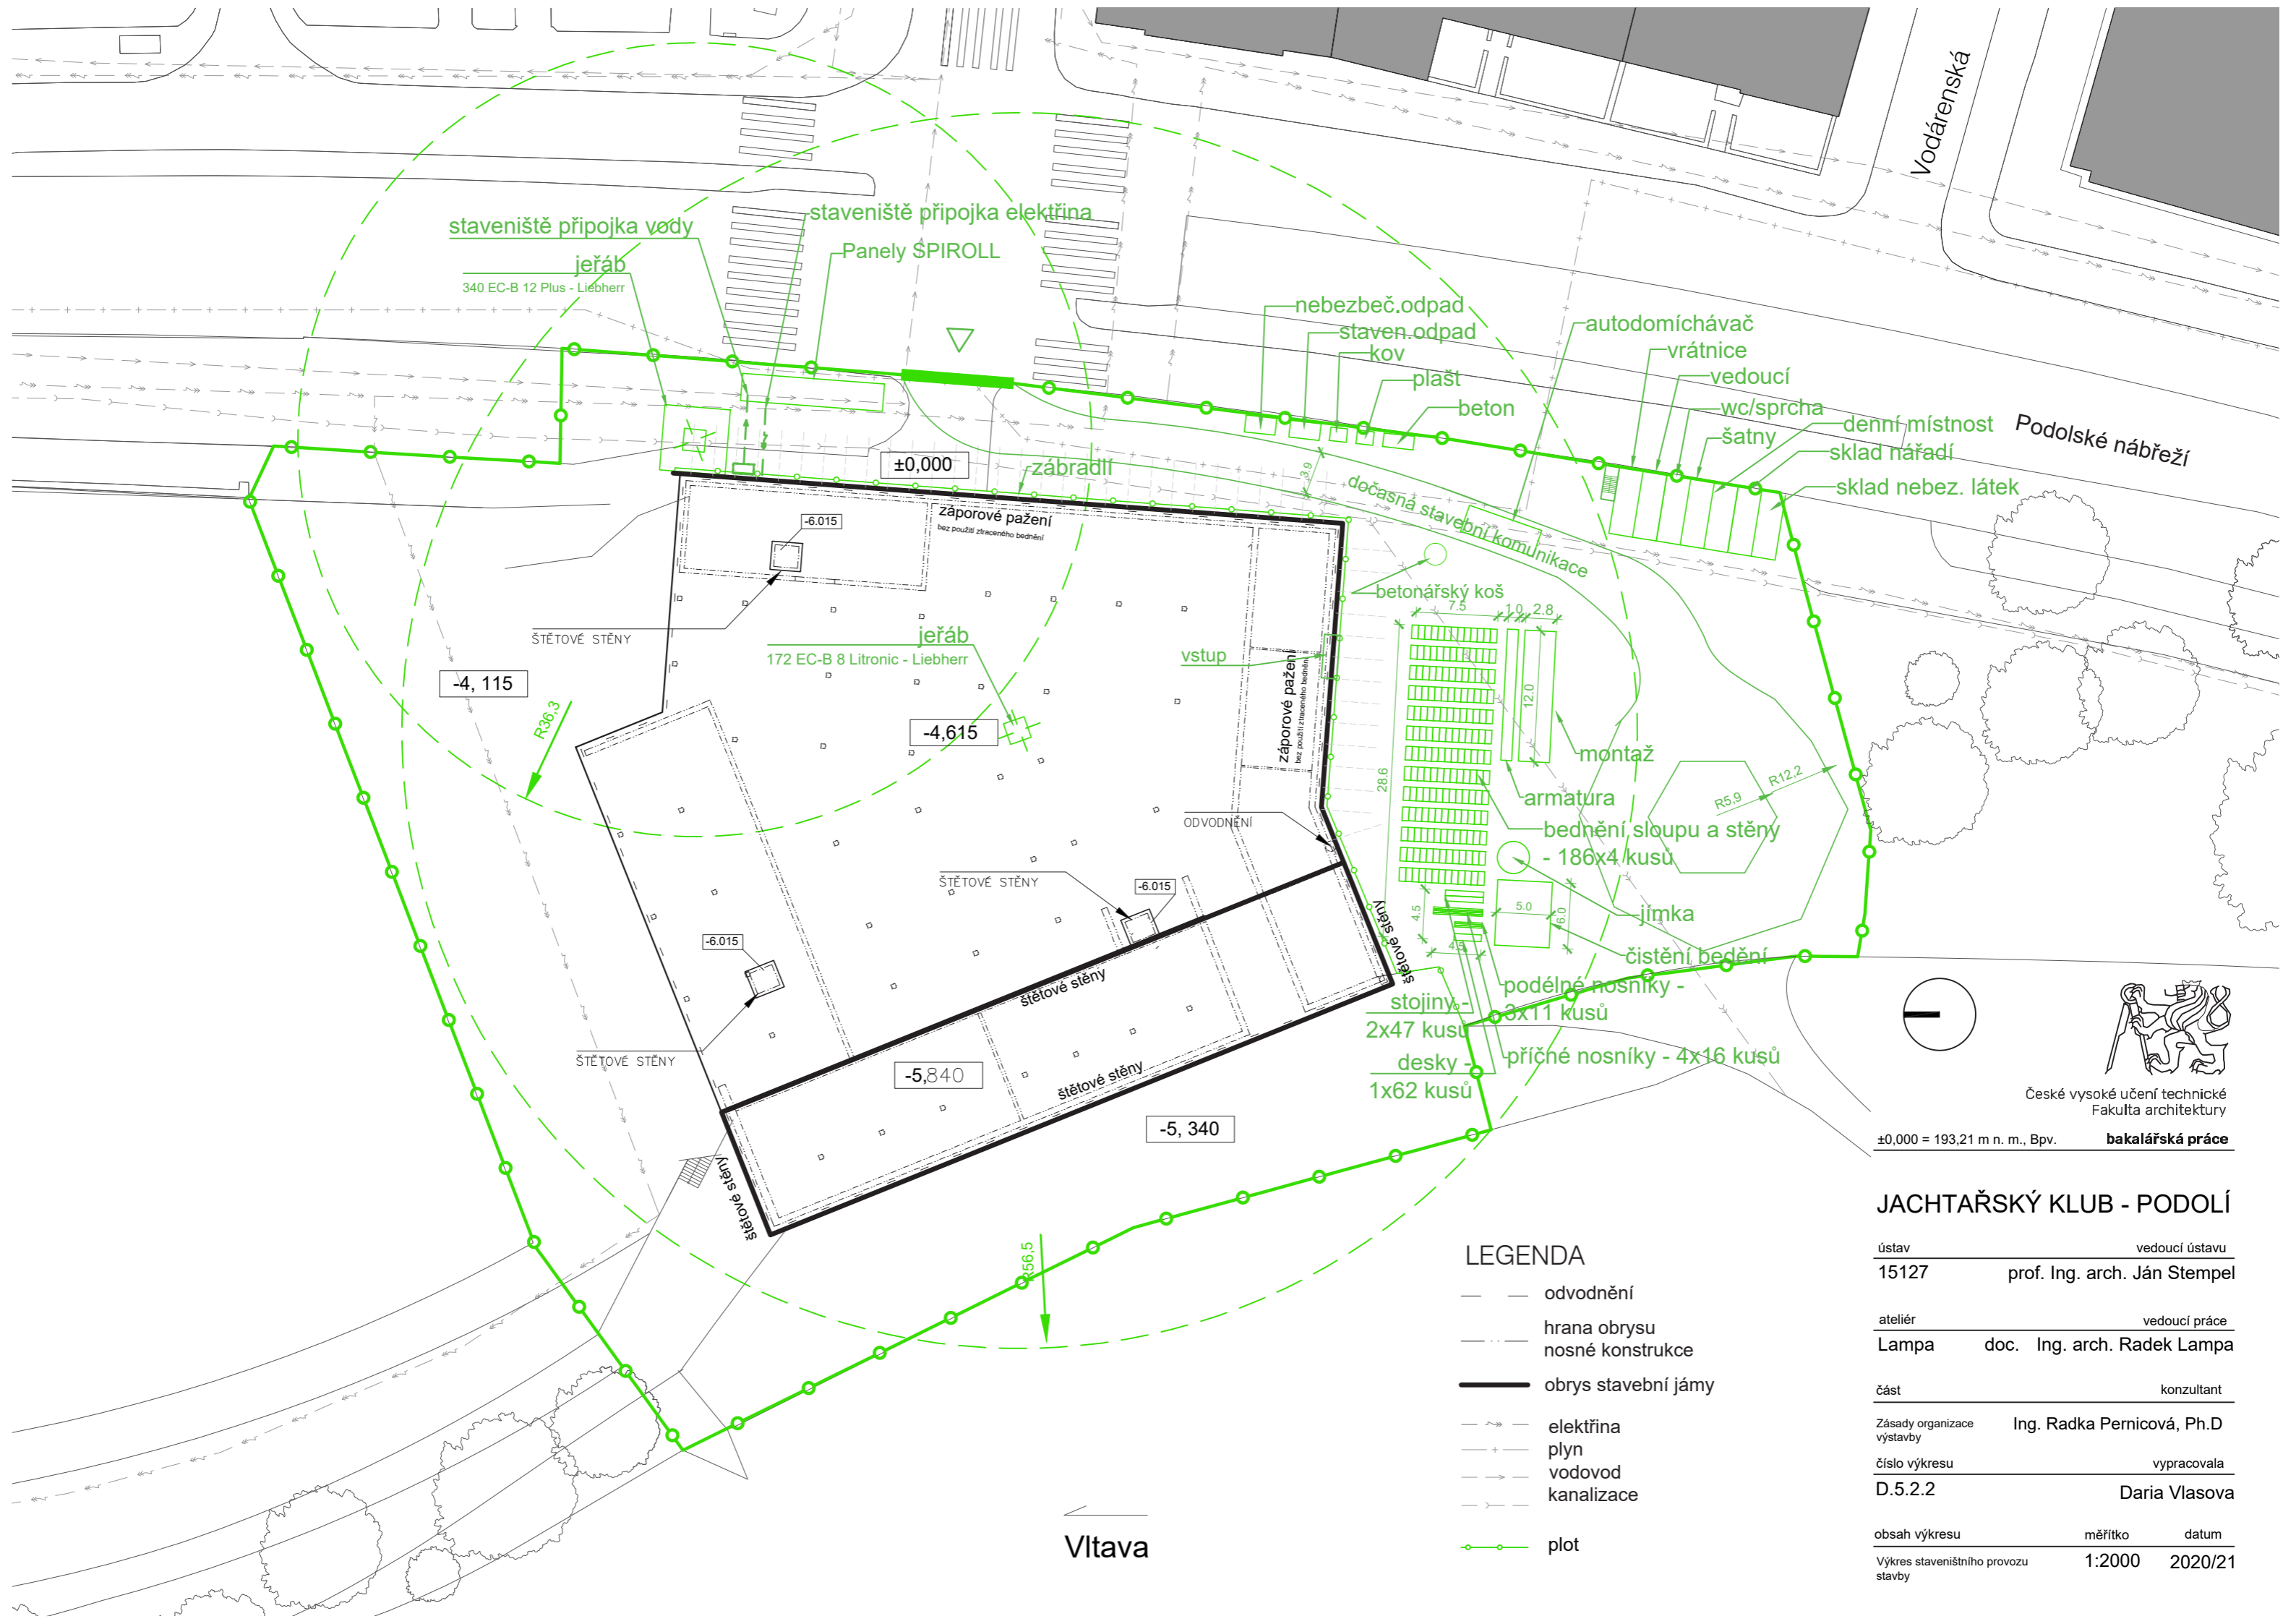 Vodárenská
staveniště připojka elektřina
staveniště připojka vody
Panely SPIROLL
jeřáb
340 EC-B 12 Plus - Liebherr
nebezbeč.odpad
staven.odpad
kov
plašt
beton
autodomíchávač
vrátnice
vedoucí
wc/sprcha
šatny
denní místnost
sklad nářadí
sklad nebez. látek
Podolské nábřeží
±0,000
zábradlí
3.9
dočasná stavební komunikace
záporové pažení
bez použití ztraceného bednění
-6.015
ŠTĚTOVÉ STĚNY
betonářský koš
7.5
1.0
2.8
jeřáb
172 EC-B 8 Litronic - Liebherr
vstup
záporové pažení
bez použití ztraceného bednění
-4, 115
R36,3
-4,615
12.0
28.6
montaž
armatura
R5,9
R12,2
ODVODNĚNÍ
bednění sloupu a stěny
- 186x4 kusů
ŠTĚTOVÉ STĚNY
-6.015
-6.015
štětové stěny
4.5
5.0
6.0
4.5
jímka
čistění bedění
štětové stěny
podélné nosníky -
3x11 kusů
stojiny -
2x47 kusů
příčné nosníky - 4x16 kusů
desky -
1x62 kusů
ŠTĚTOVÉ STĚNY
-5,840
štětové stěny
-5, 340
štětové stěny
R56,5
Vltava
LEGENDA
odvodnění
hrana obrysu
nosné konstrukce
obrys stavební jámy
elektřina
plyn
vodovod
kanalizace
plot
České vysoké učení technické
Fakulta architektury
±0,000 = 193,21 m n. m., Bpv.
bakalářská práce
JACHTAŘSKÝ KLUB - PODOLÍ
ústav vedoucí ústavu
15127 prof. Ing. arch. Ján Stempel
ateliér vedoucí práce
Lampa doc. Ing. arch. Radek Lampa
část konzultant
Zásady organizace
výstavby
Ing. Radka Pernicová, Ph.D
číslo výkresu vypracovala
D.5.2.2 Daria Vlasova
obsah výkresu měřítko datum
Výkres staveništního provozu
stavby
1:2000 2020/21